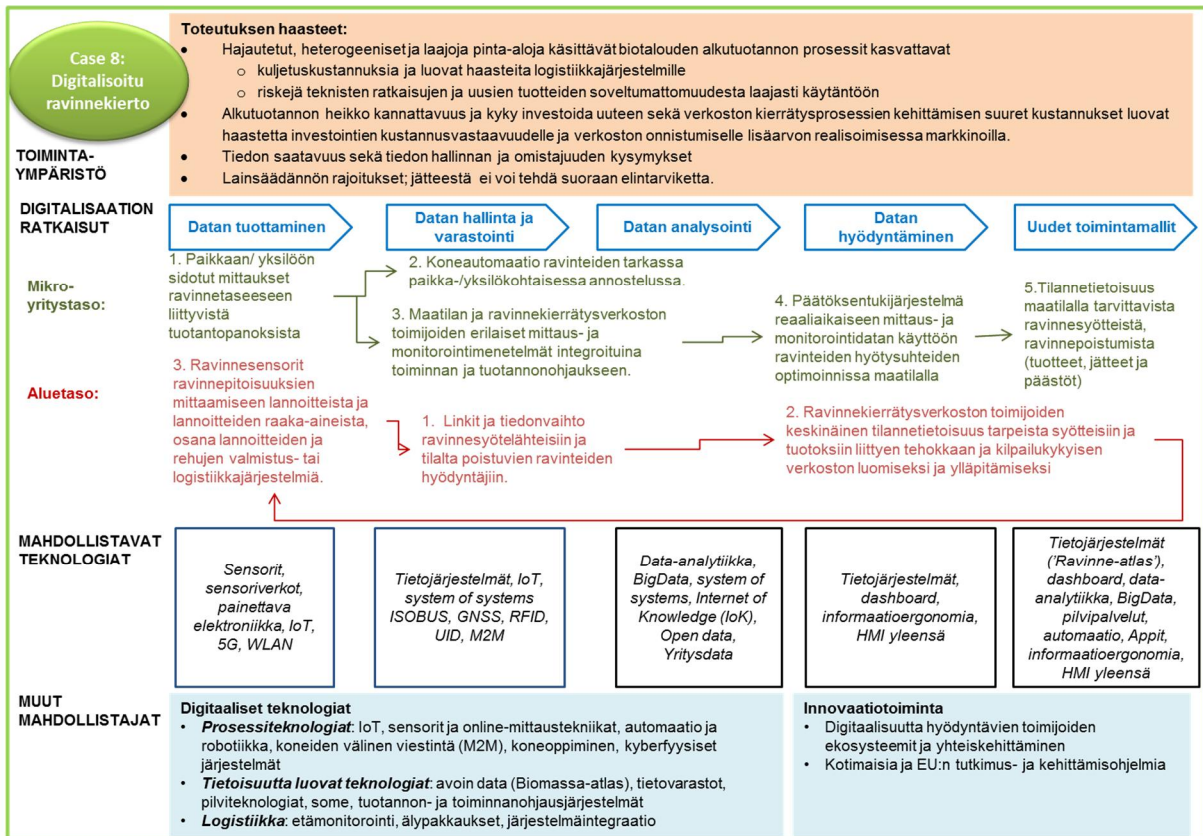 Case 8:
Digitalisoitu
ravinnekierto
Toteutuksen haasteet:
• Hajautetut, heterogeeniset ja laajoja pinta-aloja käsittävät biotalouden alkutuotannon prosessit kasvattavat
o kuljetuskustannuksia ja luovat haasteita logistiikkajärjestelmille
o riskejä teknisten ratkaisujen ja uusien tuotteiden soveltumattomuudesta laajasti käytäntöön
• Alkutuotannon heikko kannattavuus ja kyky investoida uuteen sekä verkoston kierrätysprosessien kehittämisen suuret kustannukset luovat
haastetta investointien kustannusvastaavuudelle ja verkoston onnistumiselle lisäarvon realisoimisessa markkinoilla.
• Tiedon saatavuus sekä tiedon hallinnan ja omistajuuden kysymykset
• Lainsäädännön rajoitukset; jätteestä ei voi tehdä suoraan elintarviketta.
TOIMINTA-
YMPÄRISTÖ
DIGITALISAATION
RATKAISUT
Datan tuottaminen
Datan hallinta ja
varastointi
Datan analysointi
Datan
hyödyntäminen
Uudet toimintamallit
Mikro-
yritystaso:
1. Paikkaan/ yksilöön
sidotut mittaukset
ravinnetaseeseen
liittyvistä
tuotantopanoksista
2. Koneautomaatio ravinteiden tarkassa
paikka-/yksilökohtaisessa annostelussa.
3. Maatilan ja ravinnekierrätysverkoston
toimijoiden erilaiset mittaus- ja
monitorointimenetelmät integroituina
toiminnan ja tuotannonohjaukseen.
4. Päätöksentukijärjestelmä
reaaliaikaiseen mittaus- ja
monitorointidatan käyttöön
ravinteiden hyötysuhteiden
optimoinnissa maatilalla
5.Tilannetietoisuus
maatilalla tarvittavista
ravinnesyötteistä,
ravinnepoistumista
(tuotteet, jätteet ja
päästöt)
Aluetaso:
3. Ravinnesensorit
ravinnepitoisuuksien
mittaamiseen lannoitteista ja
lannoitteiden raaka-aineista,
osana lannoitteiden ja
rehujen valmistus- tai
logistiikkajärjestelmiä.
1. Linkit ja tiedonvaihto
ravinnesyötelähteisiin ja
tilalta poistuvien ravinteiden
hyödyntäjiin.
2. Ravinnekierrätysverkoston toimijoiden
keskinäinen tilannetietoisuus tarpeista syötteisiin ja
tuotoksiin liittyen tehokkaan ja kilpailukykyisen
verkoston luomiseksi ja ylläpitämiseksi
MAHDOLLISTAVAT
TEKNOLOGIAT
Sensorit,
sensoriverkot,
painettava
elektroniikka, IoT,
5G, WLAN
Tietojärjestelmät, IoT,
system of systems
ISOBUS, GNSS, RFID,
UID, M2M
Data-analytiikka,
BigData, system of
systems, Internet of
Knowledge (IoK),
Open data,
Yritysdata
Tietojärjestelmät,
dashboard,
informaatioergonomia,
HMI yleensä
Tietojärjestelmät
('Ravinne-atlas'),
dashboard, data-
analytiikka, BigData,
pilvipalvelut,
automaatio, Appit,
informaatioergonomia,
HMI yleensä
MUUT
MAHDOLLISTAJAT
Digitaaliset teknologiat
• Prosessiteknologiat: IoT, sensorit ja online-mittaustekniikat, automaatio ja
robotiikka, koneiden välinen viestintä (M2M), koneoppiminen, kyberfyysiset
järjestelmät
• Tietoisuutta luovat teknologiat: avoin data (Biomassa-atlas), tietovarastot,
pilviteknologiat, some, tuotannon- ja toiminnanohjausjärjestelmät
• Logistiikka: etämonitorointi, älypakkaukset, järjestelmäintegraatio
Innovaatiotoiminta
• Digitaalisuutta hyödyntävien toimijoiden
ekosysteemit ja yhteiskehittäminen
• Kotimaisia ja EU:n tutkimus- ja kehittämisohjelmia